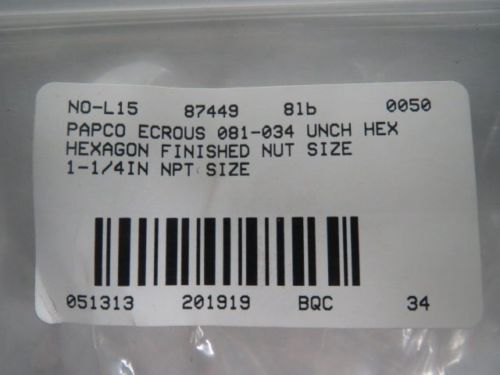 NO-L15 87449 8lb 0050
PAPCO ECROUS 081-034 UNCH HEX
HEXAGON FINISHED NUT SIZE
1-1/4IN NPT SIZE
051313 201919 BQC 34